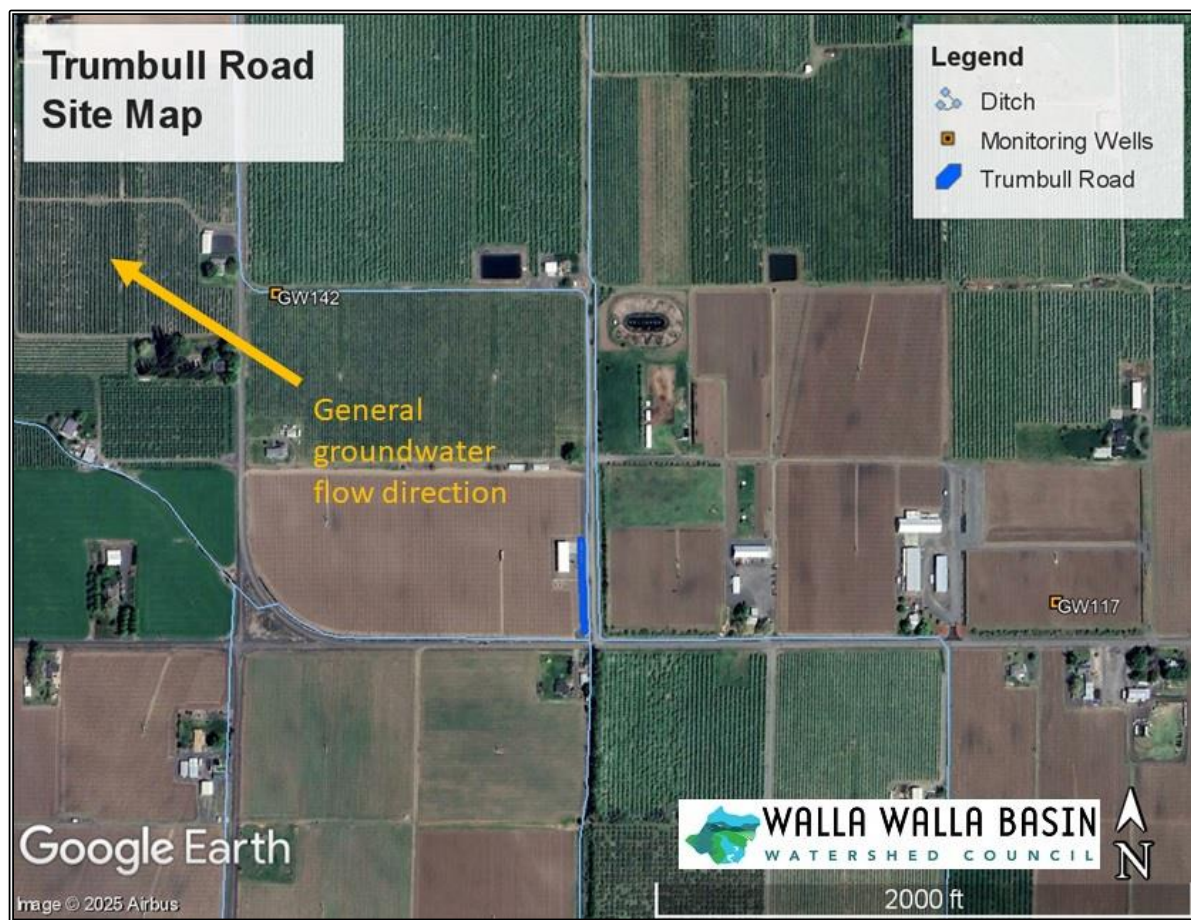 Trumbull Road
Site Map
Legend
Ditch
Monitoring Wells
Trumbull Road
GW142
General
groundwater
flow direction
GW117
WALLA WALLA BASIN
WATERSHED COUNCIL
N
Google Earth
2000 ft
Image © 2025 Airbus